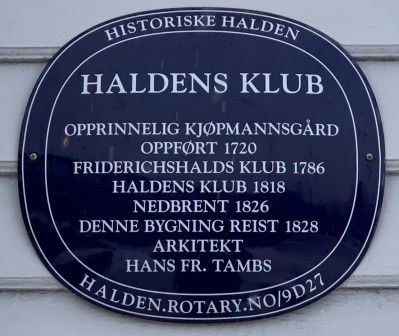 HISTORISKE HALDEN
HALDENS KLUB
OPPRINNELIG KJØPMANNSGÅRD
OPPFØRT 1720
FRIDERICHSHALDS KLUB 1786
HALDENS KLUB 1818
NEDBRENT 1826
DENNE BYGNING REIST 1828
ARKITEKT
HANS FR. TAMBS
HALDEN.ROTARY.NO/9D27